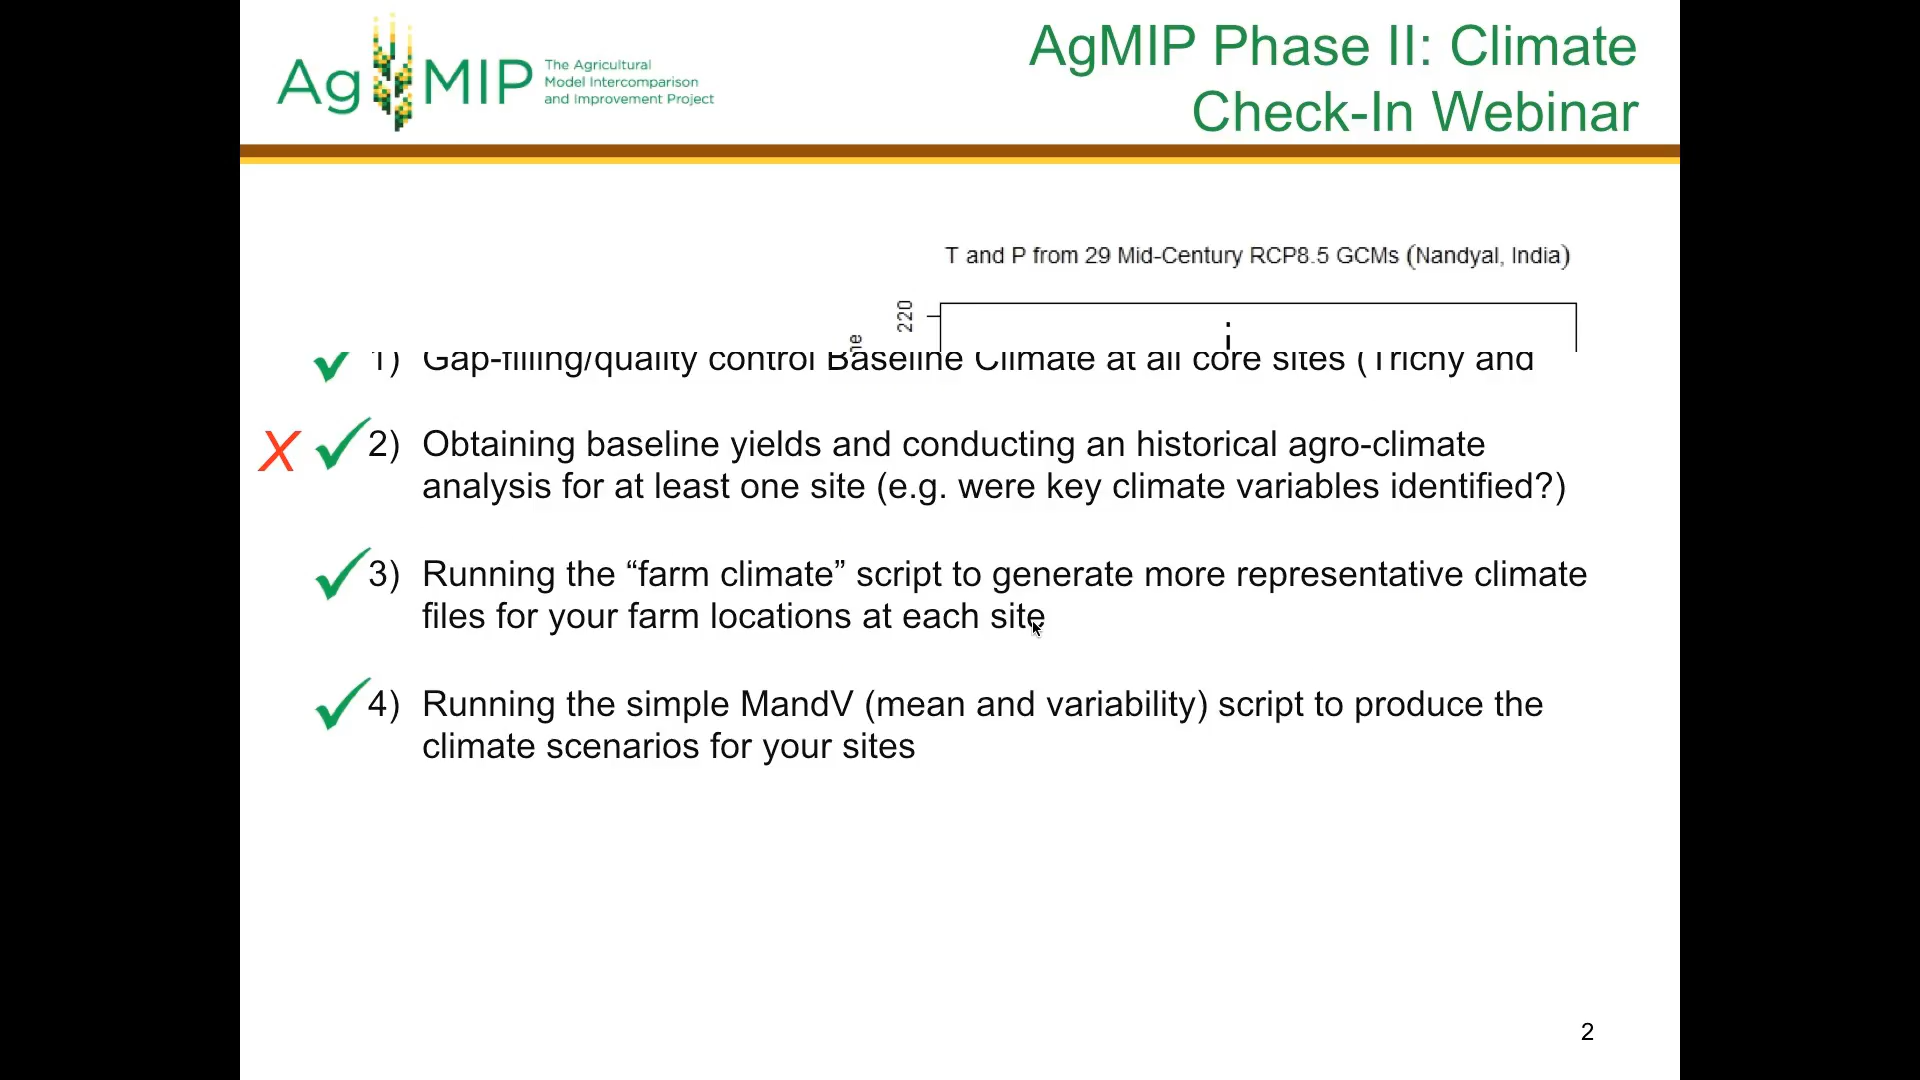 AgMIP
The Agricultural
Model Intercomparison
and Improvement Project
AgMIP Phase II: Climate
Check-In Webinar
T and P from 29 Mid-Century RCP8.5 GCMs (Nandyal, India)
220
i
1) Gap-filling/quality control Baseline Climate at all core sites (Trichy and
X 2) Obtaining baseline yields and conducting an historical agro-climate
analysis for at least one site (e.g. were key climate variables identified?)
3) Running the “farm climate” script to generate more representative climate
files for your farm locations at each site
4) Running the simple MandV (mean and variability) script to produce the
climate scenarios for your sites
2